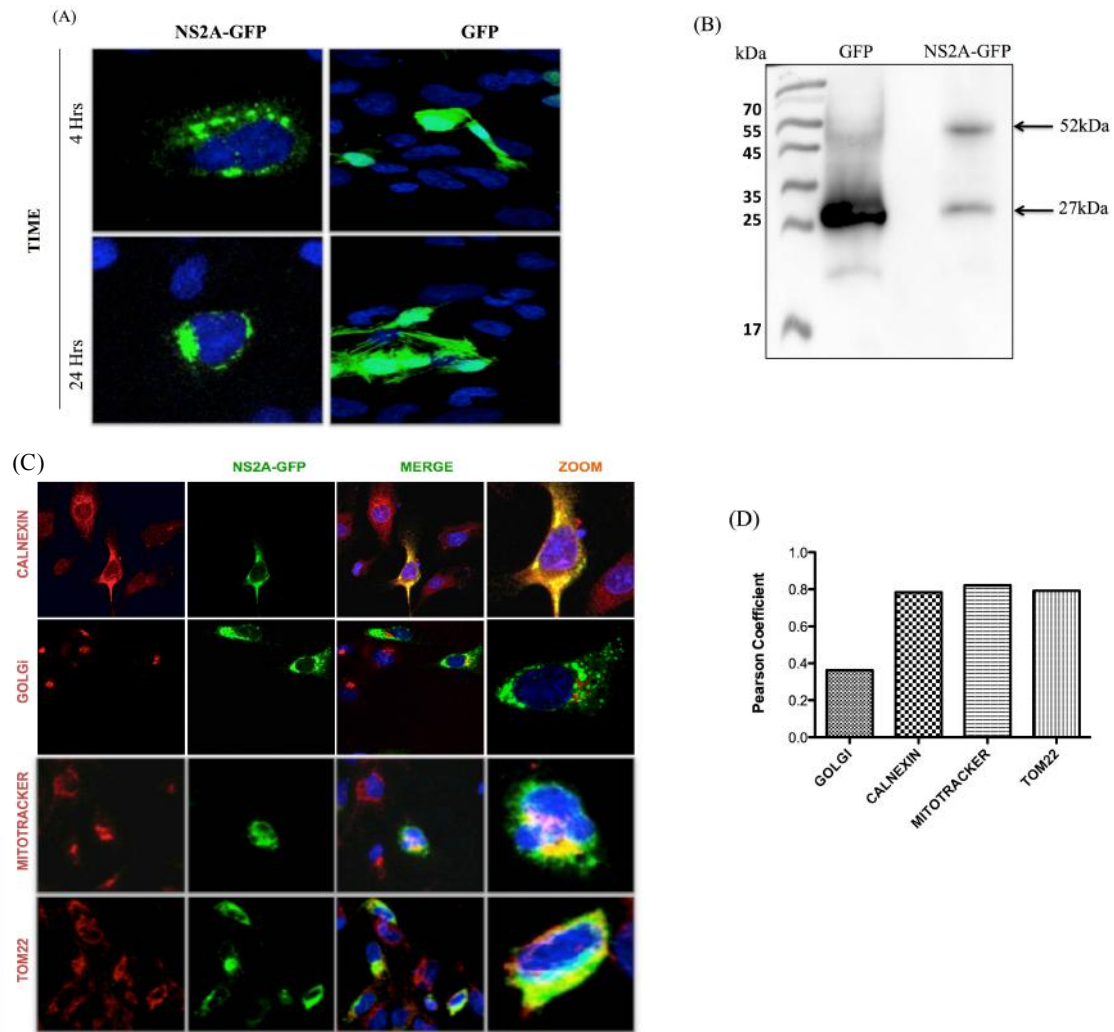 (A)
NS2A-GFP GFP
TIME
4 Hrs
24 Hrs
(B)
kDa GFP NS2A-GFP
70
55
45
35
25
17
52kDa
27kDa
(C)
NS2A-GFP MERGE ZOOM
CALNEXIN
GOLGI
MITOTRACKER
TOM22
(D)
Pearson Coefficient
1.0
0.8
0.6
0.4
0.2
0.0
GOLGI CALNEXIN MITOTRACKER TOM22